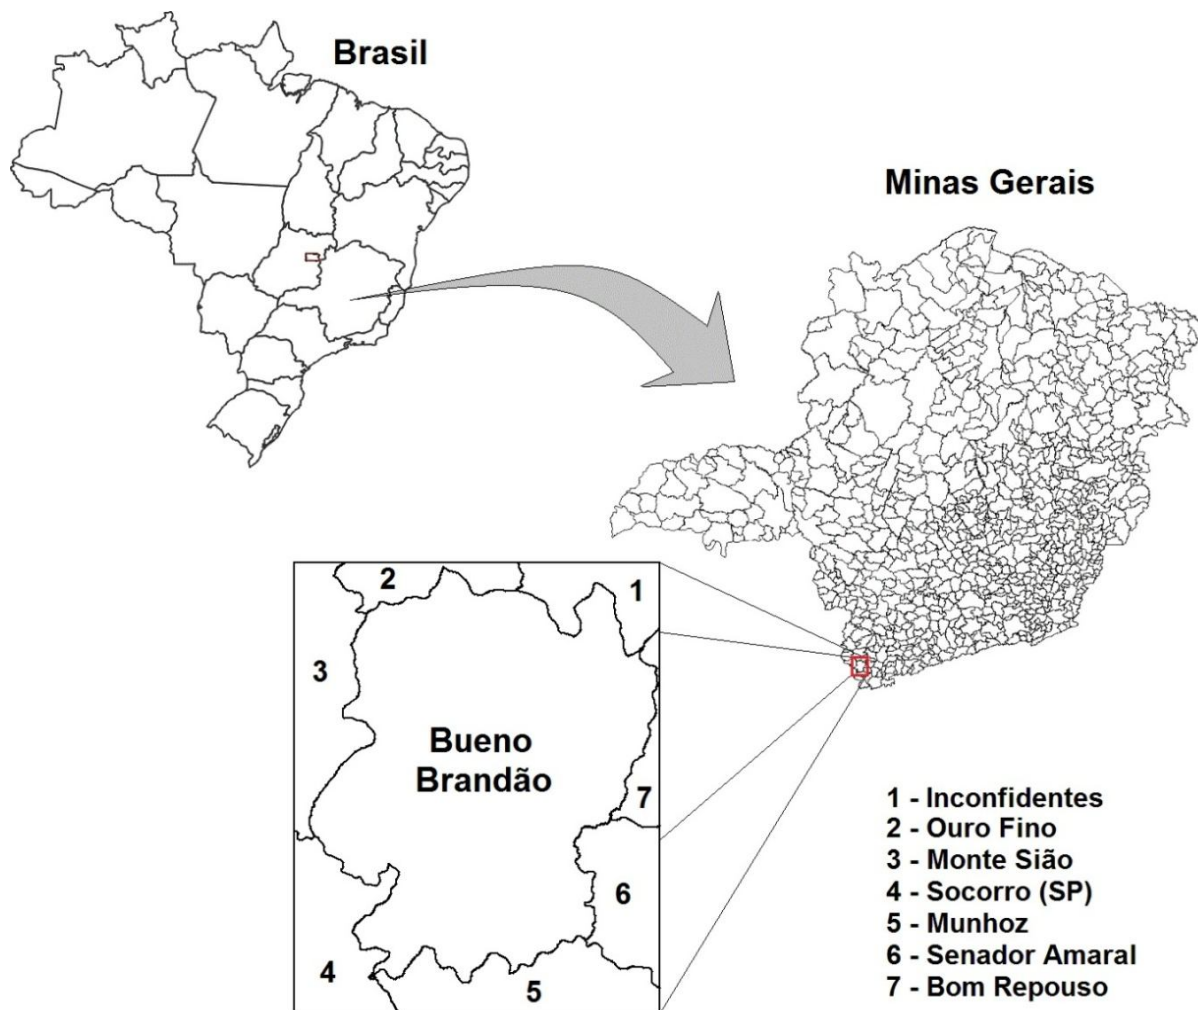 Brasil
Minas Gerais
2
1
3
Bueno
Brandão
7
6
4
5
1 - Inconfidentes
2 - Ouro Fino
3 - Monte Sião
4 - Socorro (SP)
5 - Munhoz
6 - Senador Amaral
7 - Bom Repouso